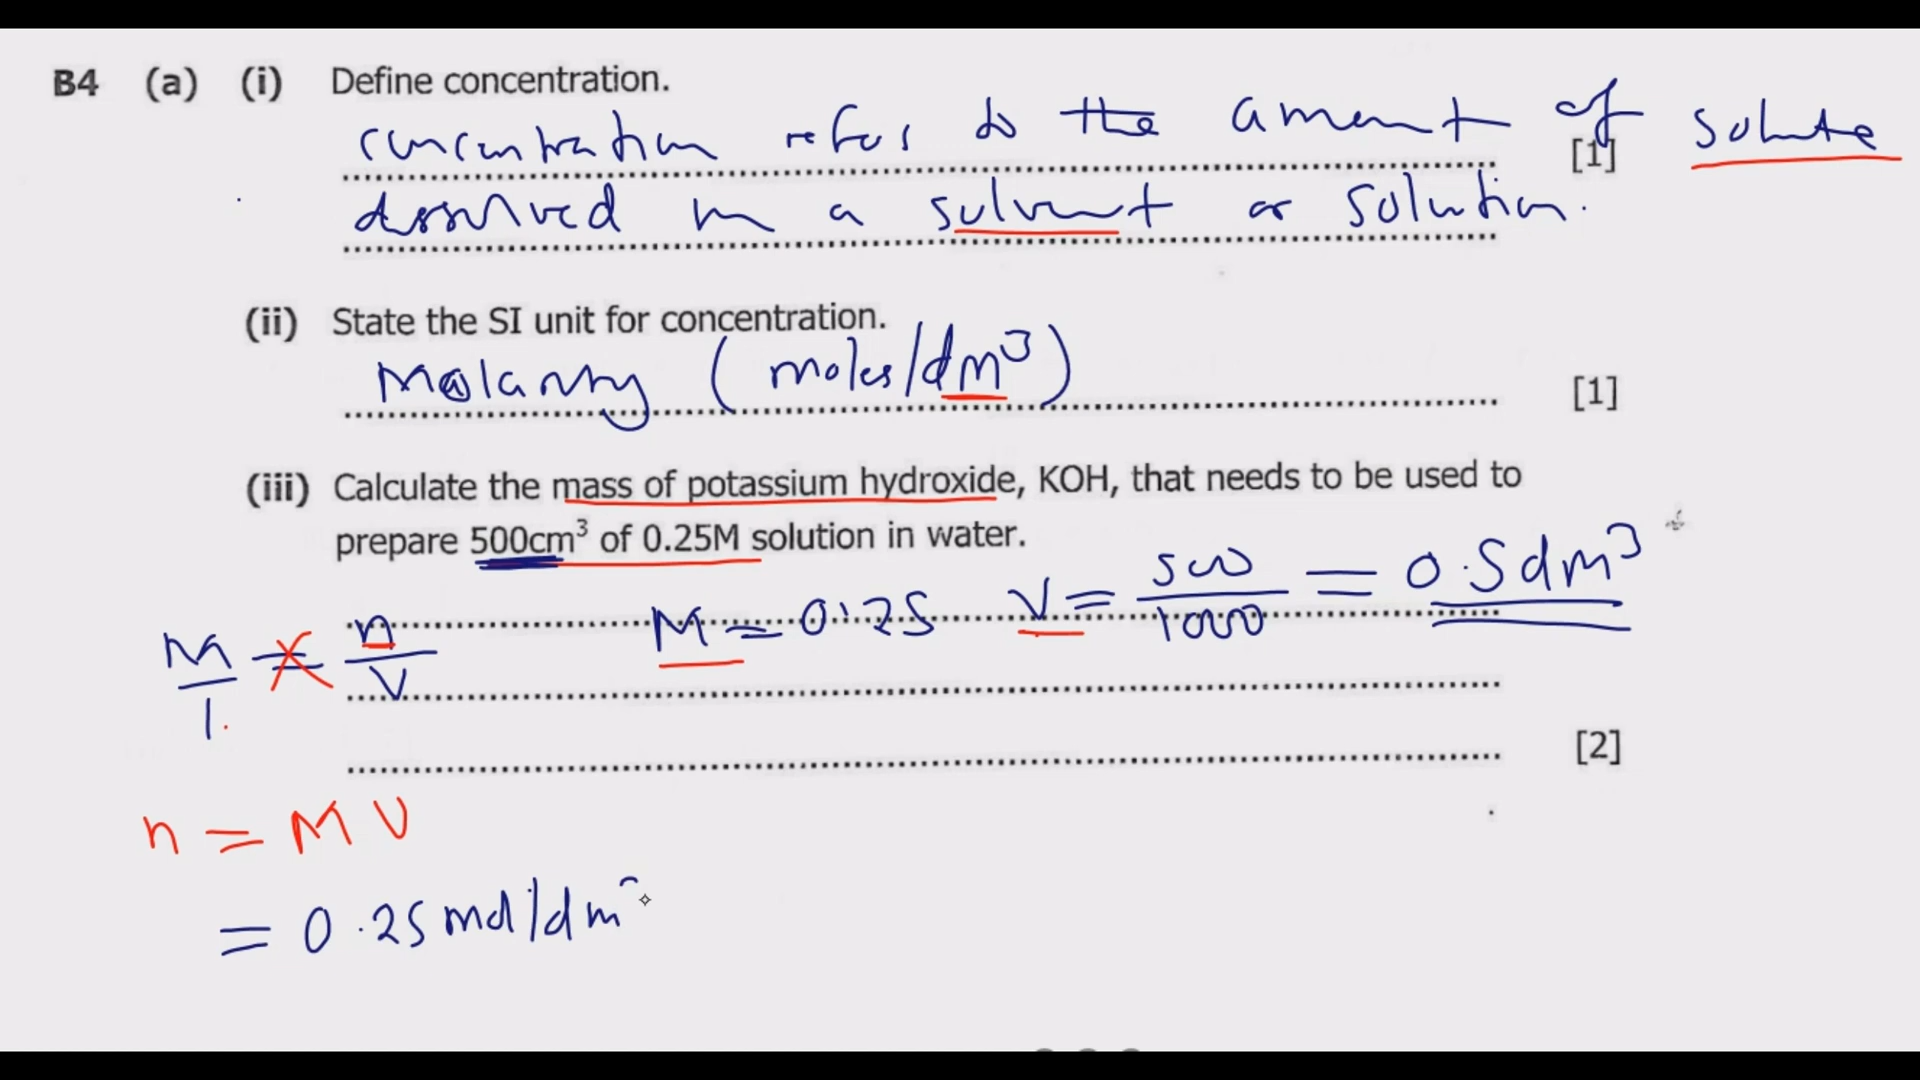 B4 (a) (i) Define concentration.
concentration refers to the amount of solute [1]
dissolved in a solvent or solution.
(ii) State the SI unit for concentration.
Molarity (moles/dm³) [1]
(iii) Calculate the mass of potassium hydroxide, KOH, that needs to be used to
prepare 500cm³ of 0.25M solution in water.
M/1 = n/V M = 0.25 V = 500/1000 = 0.5dm³
[2]
n = MV
= 0.25mol/dm